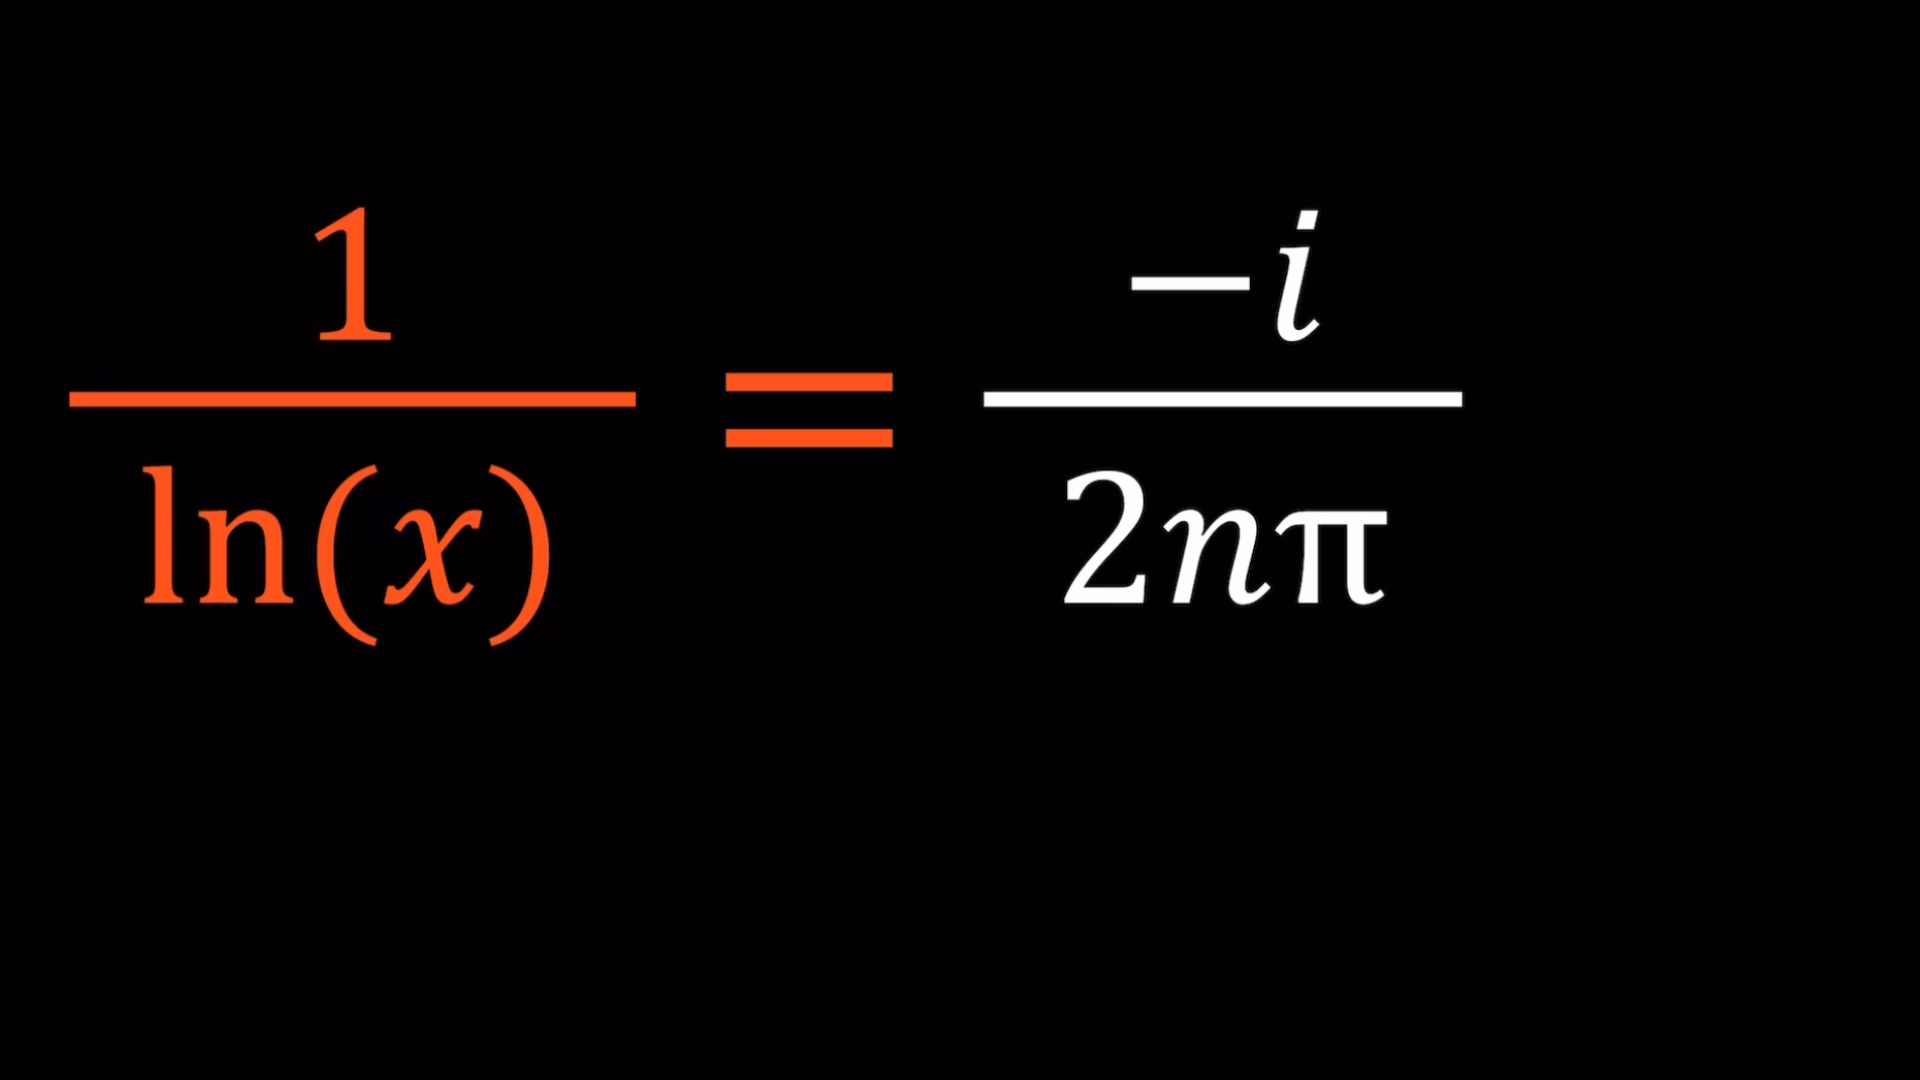 1/ln(x) = −i/2nπ